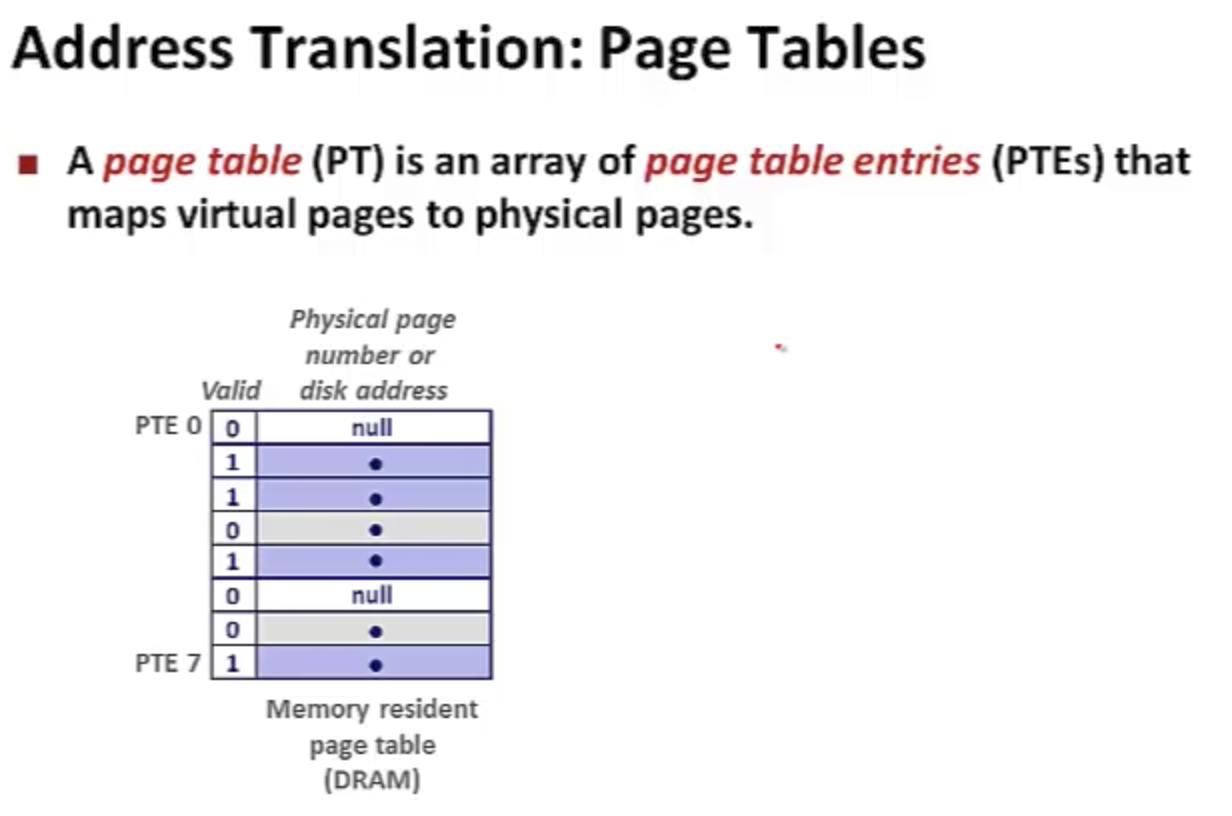 Address Translation: Page Tables
■ A page table (PT) is an array of page table entries (PTEs) that
maps virtual pages to physical pages.
Physical page
number or
Valid disk address
PTE 0 0 null
1 •
1 •
0 •
1 •
0 null
0 •
PTE 7 1 •
Memory resident
page table
(DRAM)